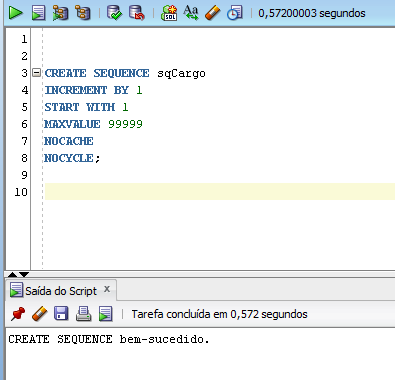 0,57200003 segundos
1
2
3 CREATE SEQUENCE sqCargo
4 INCREMENT BY 1
5 START WITH 1
6 MAXVALUE 99999
7 NOCACHE
8 NOCYCLE;
9
10
Saída do Script x
Tarefa concluída em 0,572 segundos
CREATE SEQUENCE bem-sucedido.